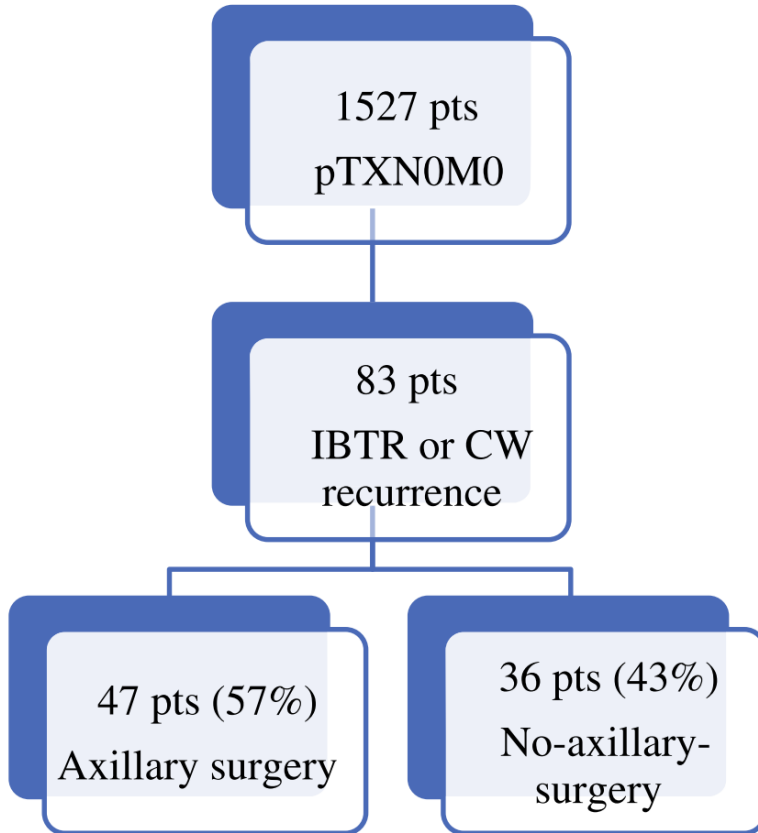 1527 pts
pTXN0M0
83 pts
IBTR or CW
recurrence
47 pts (57%)
Axillary surgery
36 pts (43%)
No-axillary-
surgery